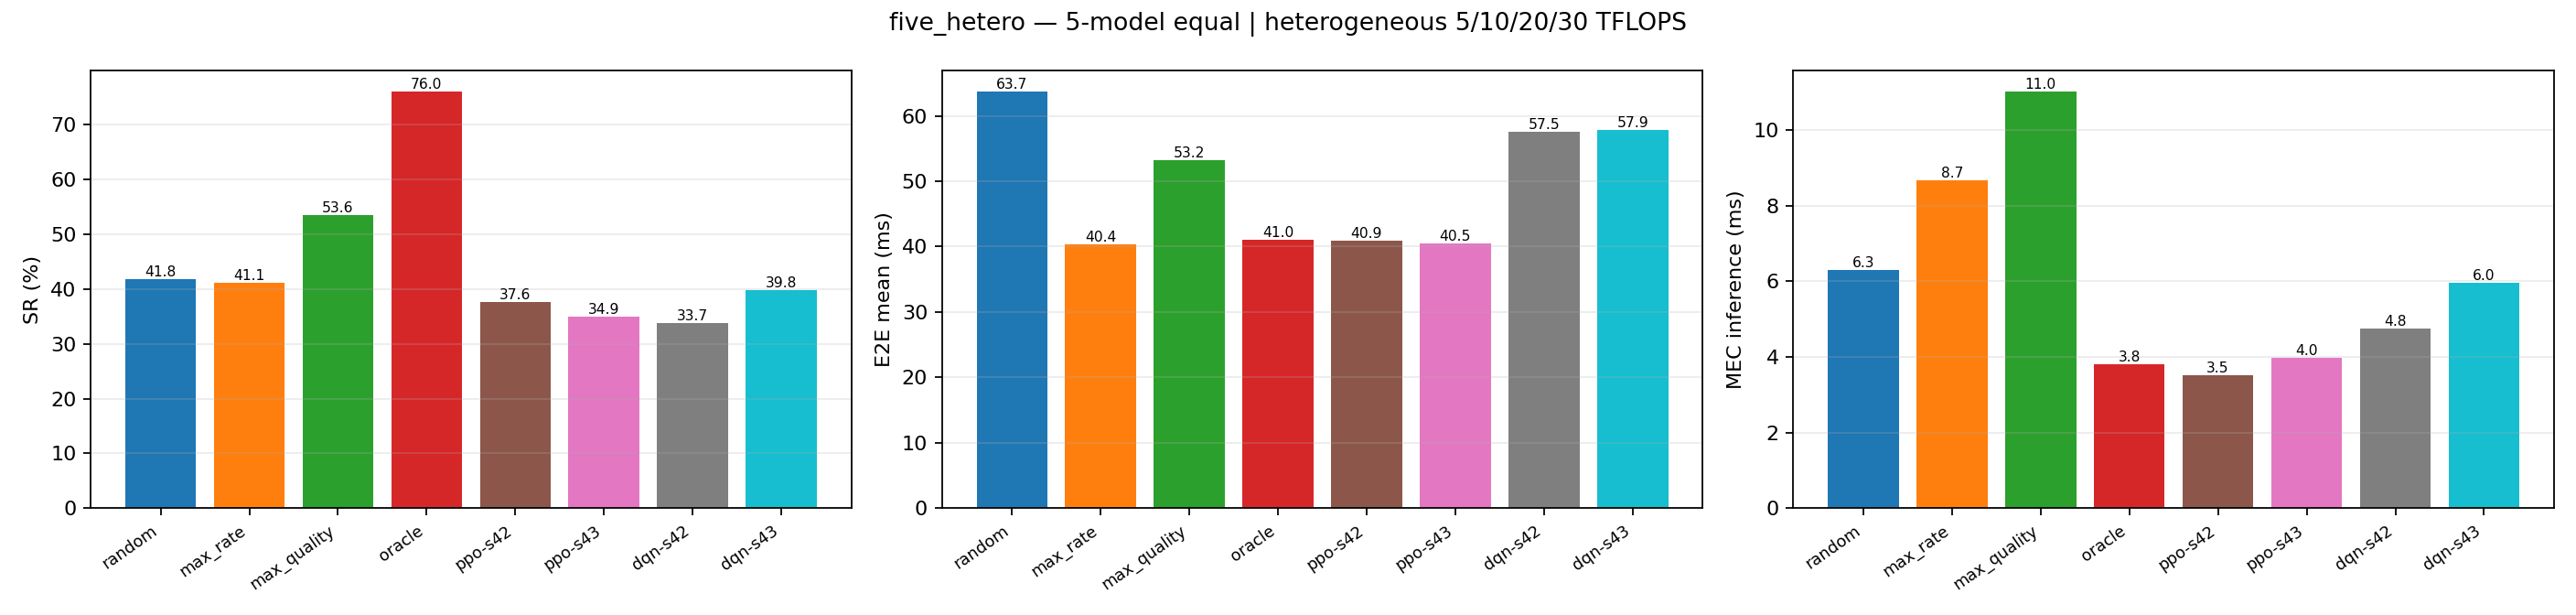 five_hetero — 5-model equal | heterogeneous 5/10/20/30 TFLOPS
SR (%)
70
60
50
40
30
20
10
0
41.8
41.1
53.6
76.0
37.6
34.9
33.7
39.8
random
max_rate
max_quality
oracle
ppo-s42
ppo-s43
dqn-s42
dqn-s43
E2E mean (ms)
60
50
40
30
20
10
0
63.7
40.4
53.2
41.0
40.9
40.5
57.5
57.9
random
max_rate
max_quality
oracle
ppo-s42
ppo-s43
dqn-s42
dqn-s43
MEC inference (ms)
10
8
6
4
2
0
6.3
8.7
11.0
3.8
3.5
4.0
4.8
6.0
random
max_rate
max_quality
oracle
ppo-s42
ppo-s43
dqn-s42
dqn-s43